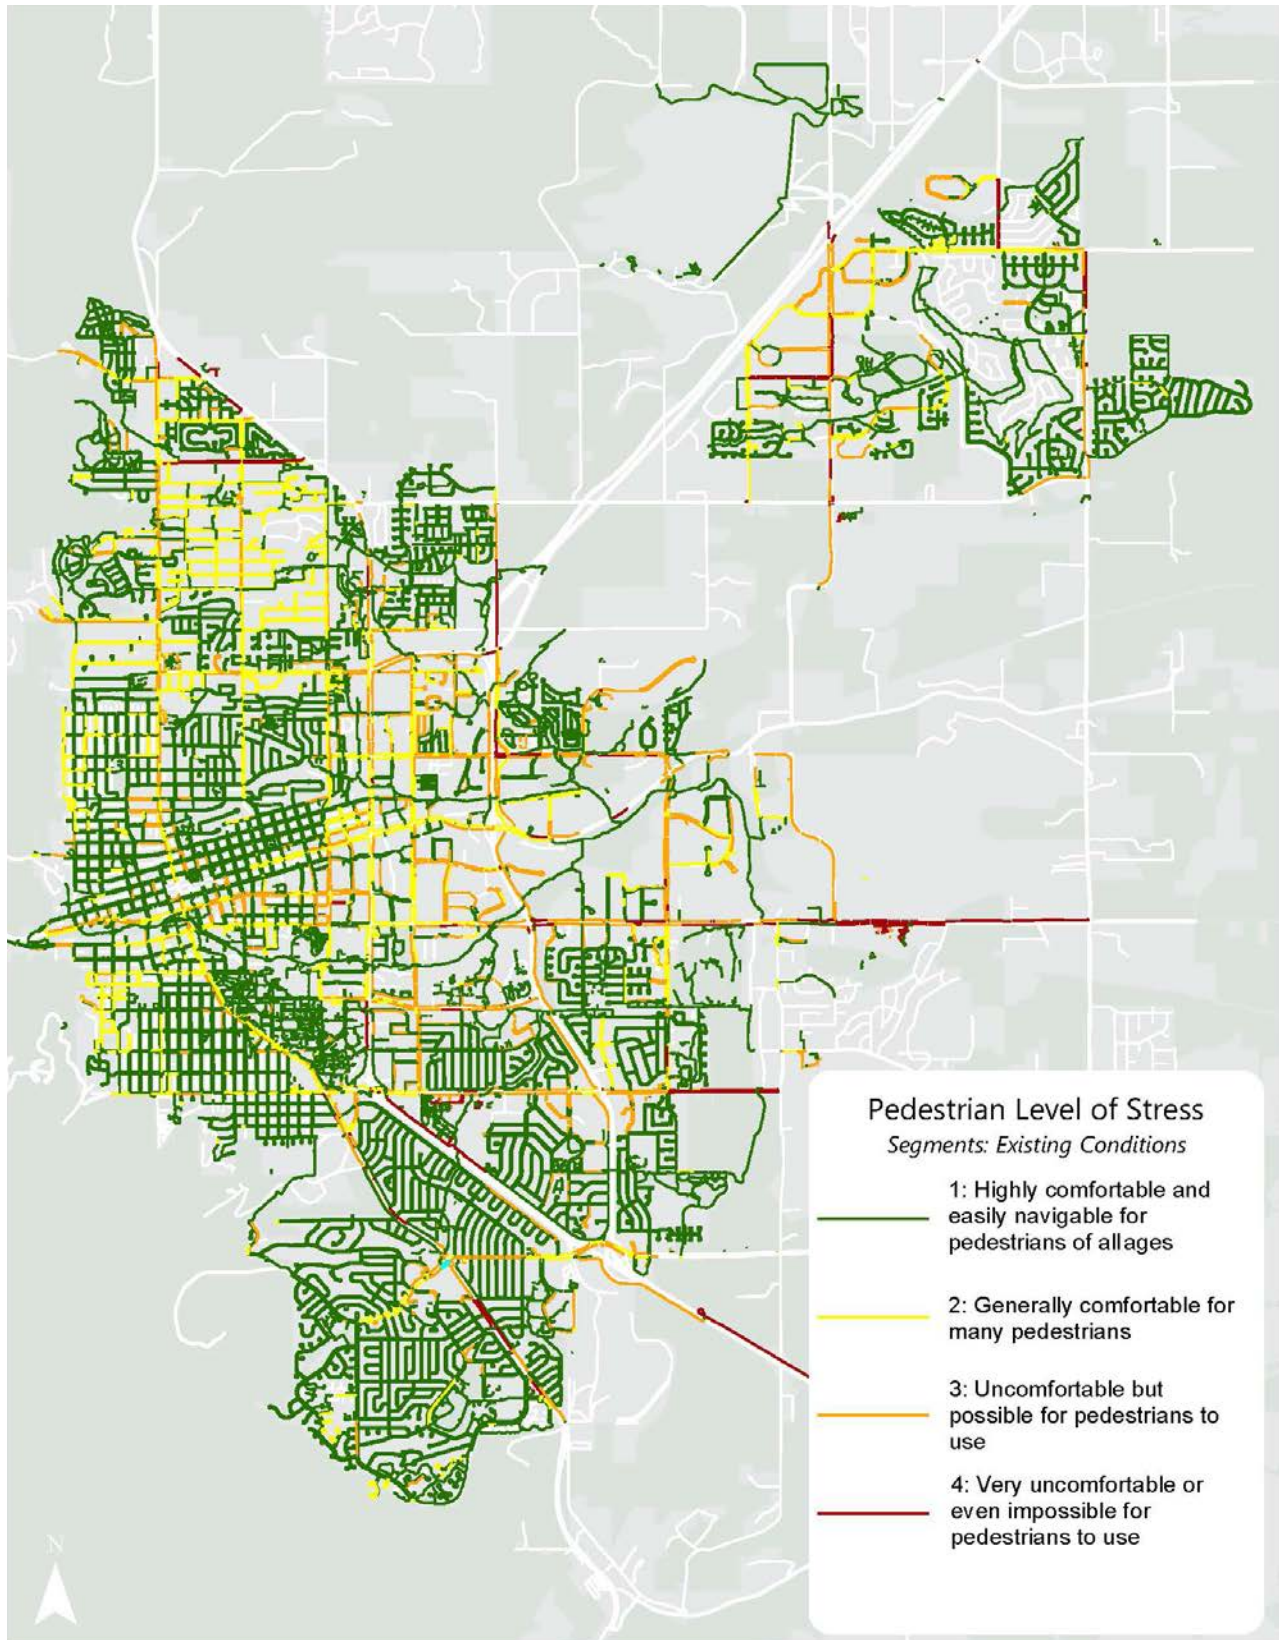 Pedestrian Level of Stress
Segments: Existing Conditions
1: Highly comfortable and
easily navigable for
pedestrians of all ages
2: Generally comfortable for
many pedestrians
3: Uncomfortable but
possible for pedestrians to
use
4: Very uncomfortable or
even impossible for
pedestrians to use
N